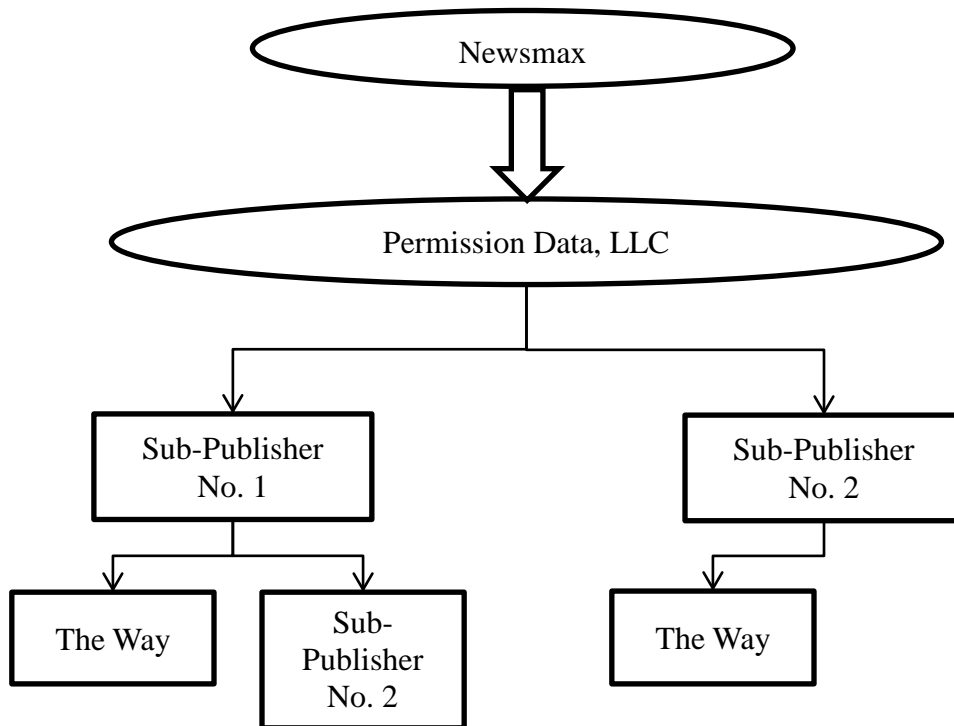 Newsmax
Permission Data, LLC
Sub-Publisher
No. 1
Sub-Publisher
No. 2
The Way
Sub-
Publisher
No. 2
The Way